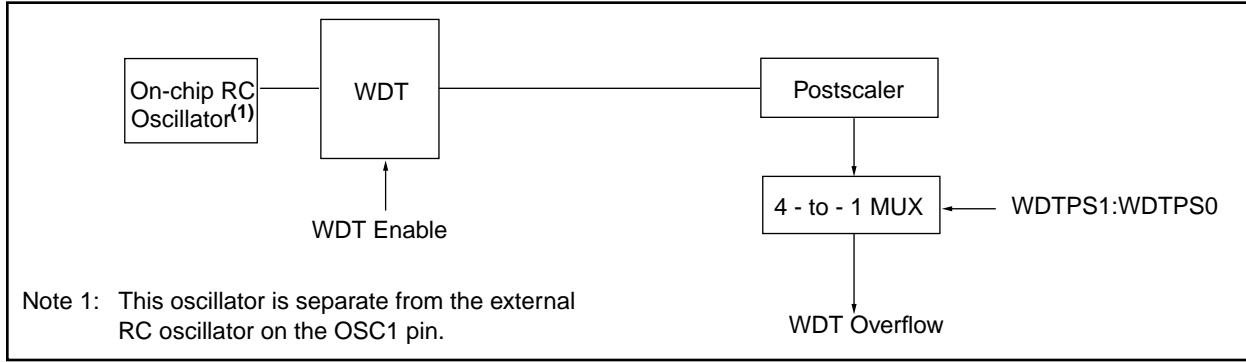 On-chip RC
Oscillator(1)
WDT
Postscaler
4 - to - 1 MUX
WDTPS1:WDTPS0
WDT Enable
WDT Overflow
Note 1: This oscillator is separate from the external
RC oscillator on the OSC1 pin.